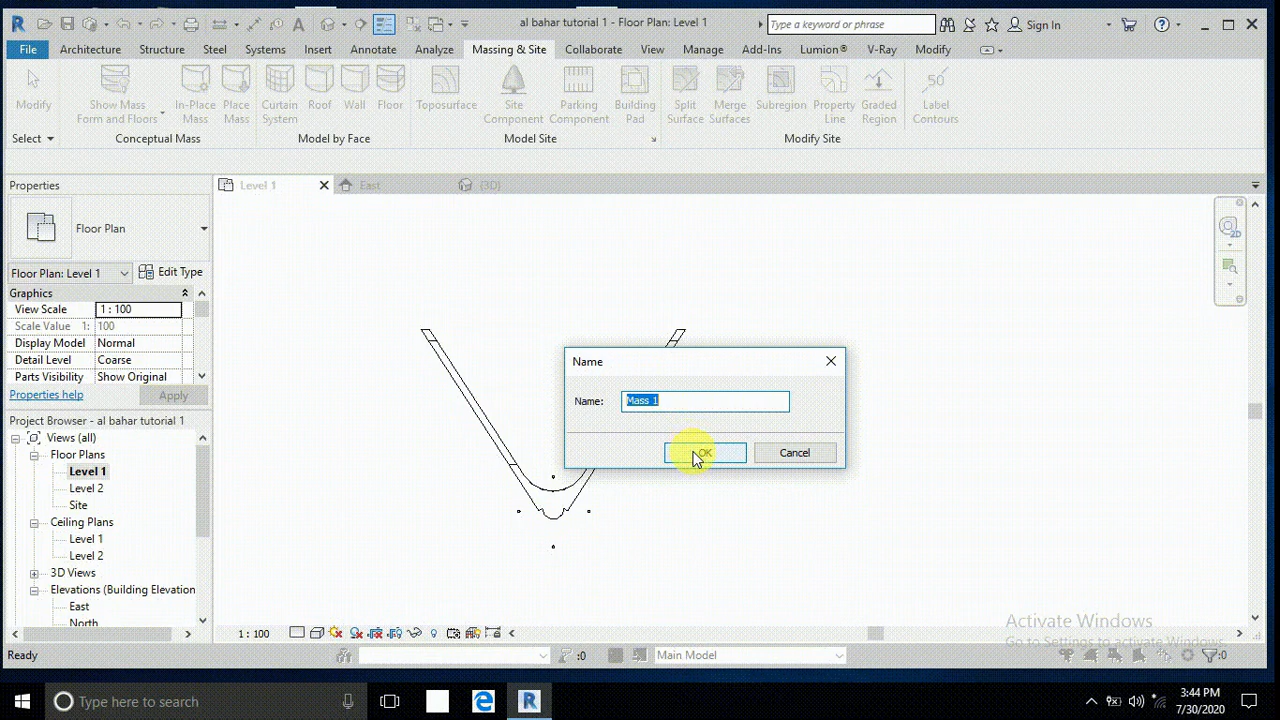 al bahar tutorial 1 - Floor Plan: Level 1
Type a keyword or phrase
Sign In
File Architecture Structure Steel Systems Insert Annotate Analyze Massing & Site Collaborate View Manage Add-Ins Lumion® V-Ray Modify
Modify
Show Mass Form and Floors
In-Place Mass
Place Mass
Curtain System
Roof
Wall
Floor
Toposurface
Site Component
Parking Component
Building Pad
Split Surface
Merge Surfaces
Subregion
Property Line
Graded Region
Label Contours
Select
Conceptual Mass
Model by Face
Model Site
Modify Site
Properties
Level 1
East
(3D)
Floor Plan
Floor Plan: Level 1
Edit Type
Graphics
View Scale 1 : 100
Scale Value 1: 100
Display Model Normal
Detail Level Coarse
Parts Visibility Show Original
Properties help
Apply
Project Browser - al bahar tutorial 1
Views (all)
Floor Plans
Level 1
Level 2
Site
Ceiling Plans
Level 1
Level 2
3D Views
Elevations (Building Elevation
East
North
Name
Name: Mass 1
OK
Cancel
1 : 100
Activate Windows
Go to Settings to activate Windows.
Ready
:0
Main Model
:0
Type here to search
3:44 PM
7/30/2020